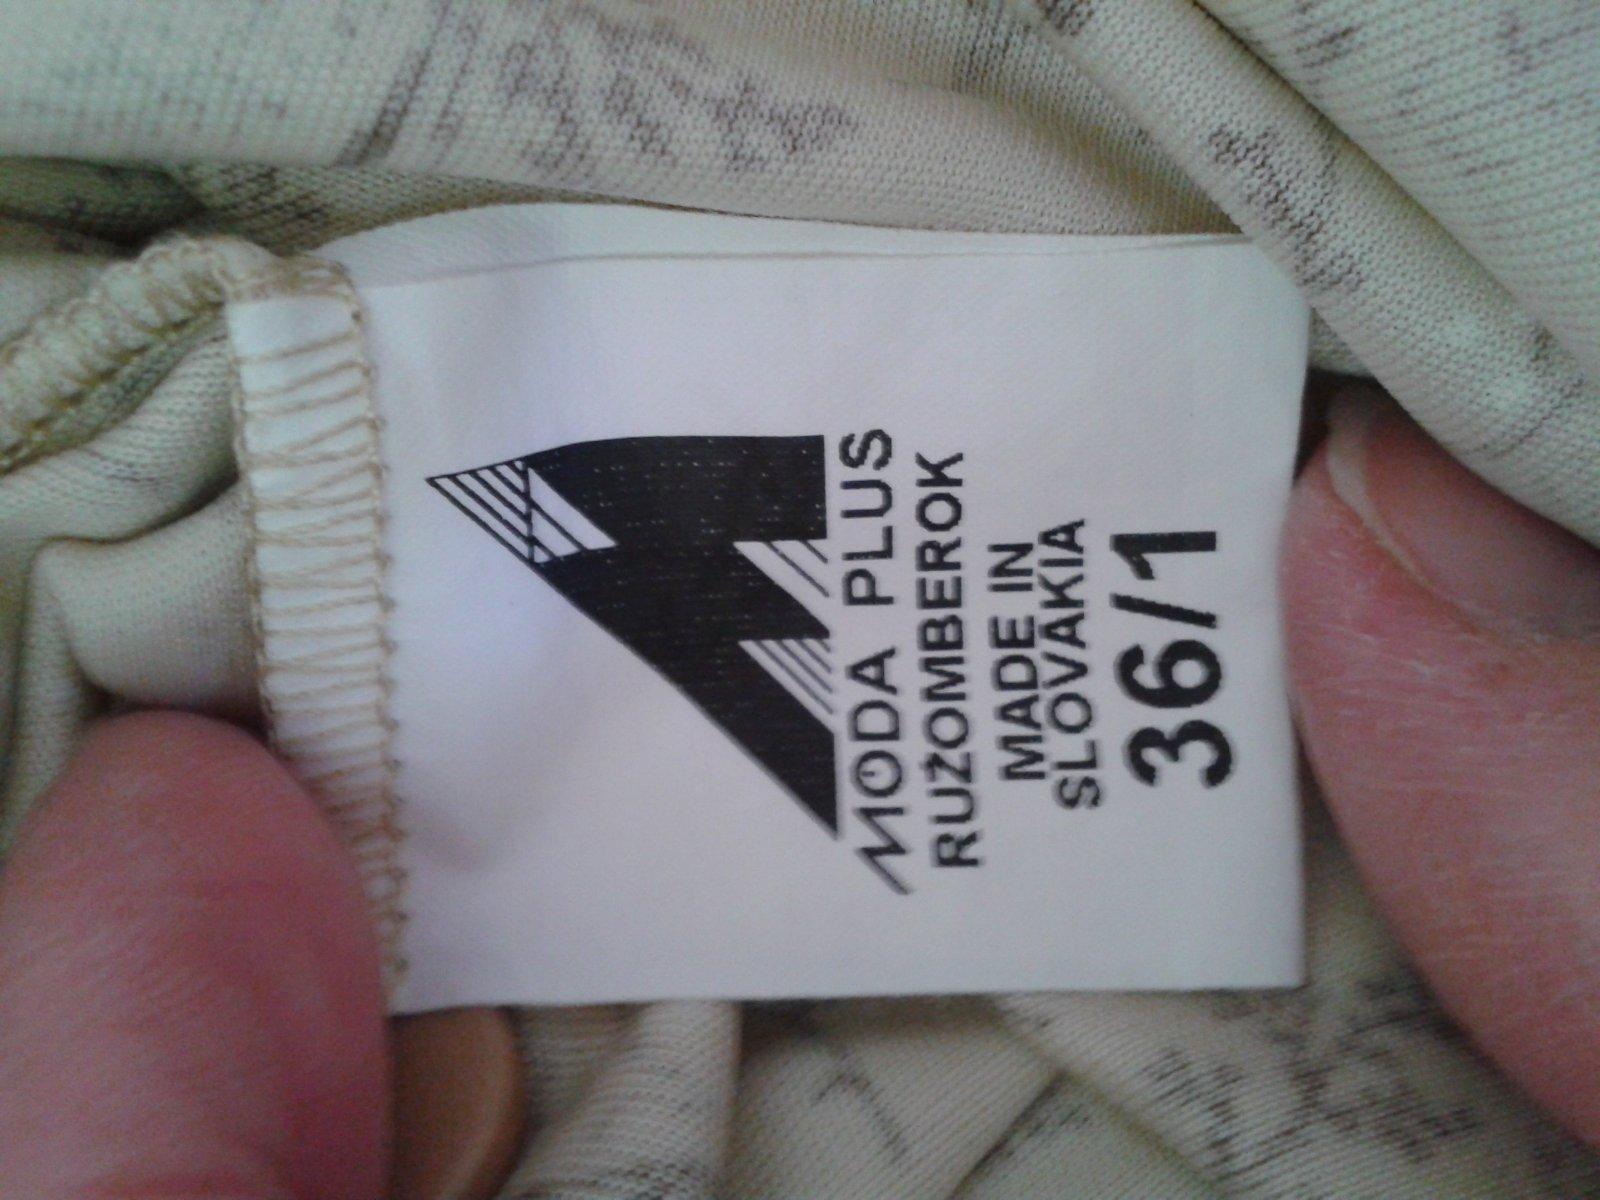 MODA PLUS
RUŽOMBEROK
MADE IN
SLOVAKIA
36/1